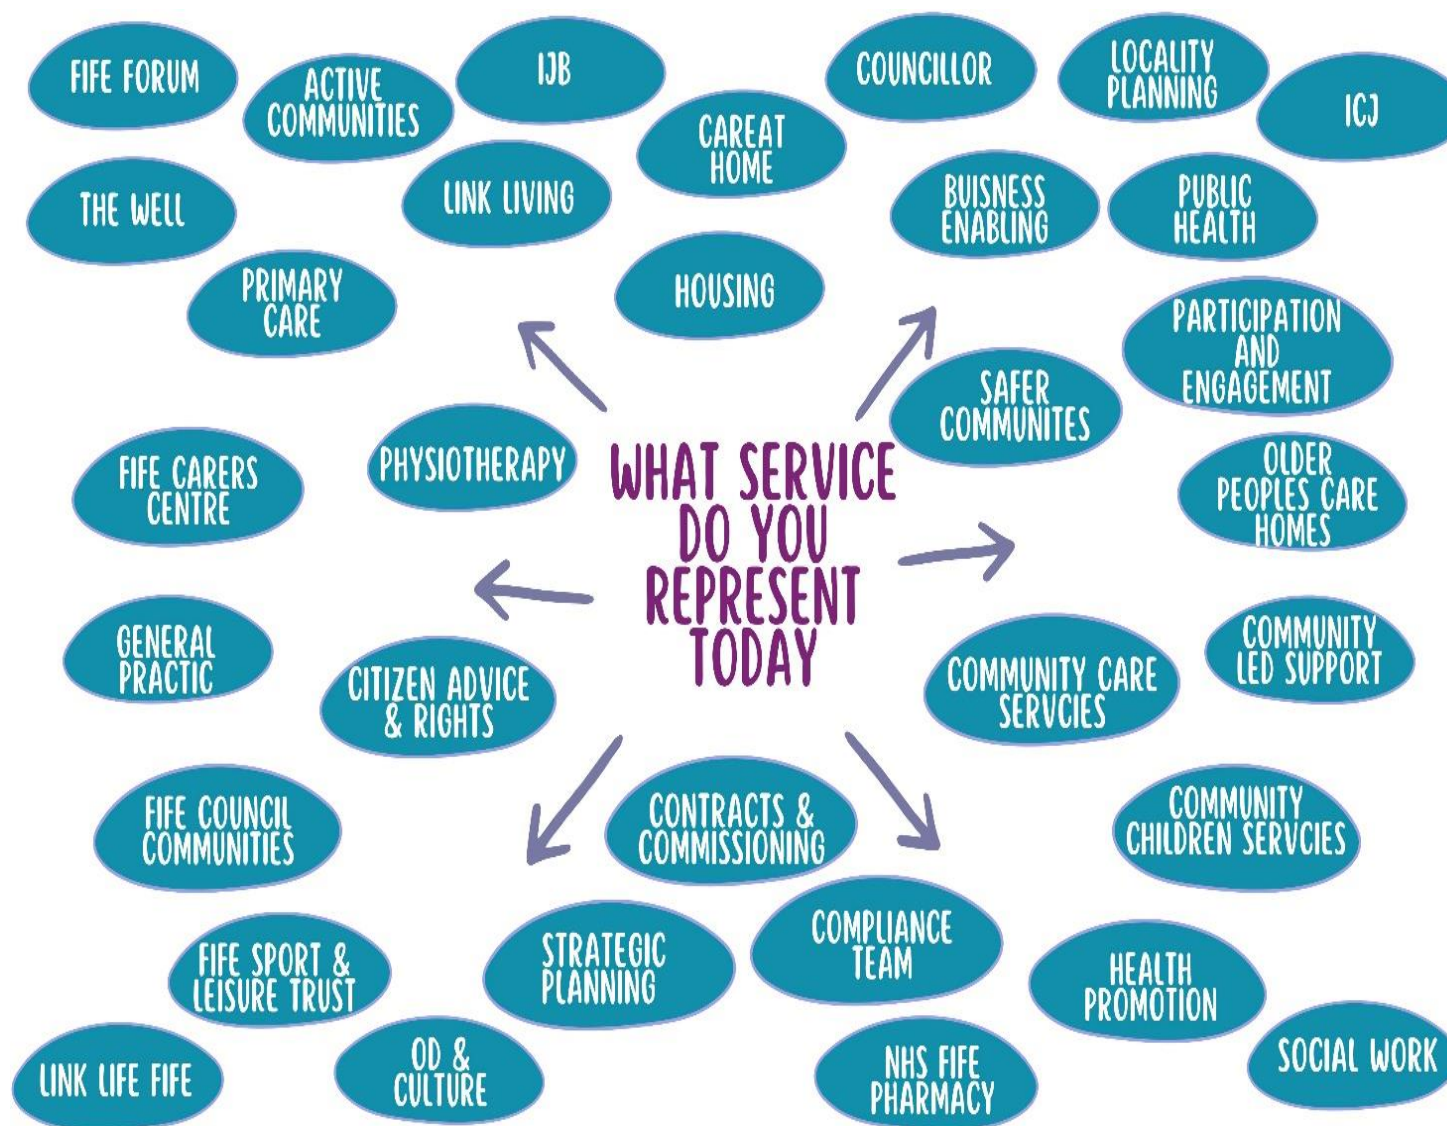 FIFE FORUM
ACTIVE
COMMUNITIES
IJB
COUNCILLOR
LOCALITY
PLANNING
ICJ
CAREAT
HOME
THE WELL
LINK LIVING
BUISNESS
ENABLING
PUBLIC
HEALTH
PRIMARY
CARE
HOUSING
PARTICIPATION
AND
ENGAGEMENT
SAFER
COMMUNITES
PHYSIOTHERAPY
FIFE CARERS
CENTRE
WHAT SERVICE
DO YOU
REPRESENT
TODAY
OLDER
PEOPLES CARE
HOMES
GENERAL
PRACTIC
CITIZEN ADVICE
& RIGHTS
COMMUNITY CARE
SERVCIES
COMMUNITY
LED SUPPORT
FIFE COUNCIL
COMMUNITIES
CONTRACTS &
COMMISSIONING
COMMUNITY
CHILDREN SERVCIES
FIFE SPORT &
LEISURE TRUST
STRATEGIC
PLANNING
COMPLIANCE
TEAM
HEALTH
PROMOTION
LINK LIFE FIFE
OD &
CULTURE
NHS FIFE
PHARMACY
SOCIAL WORK